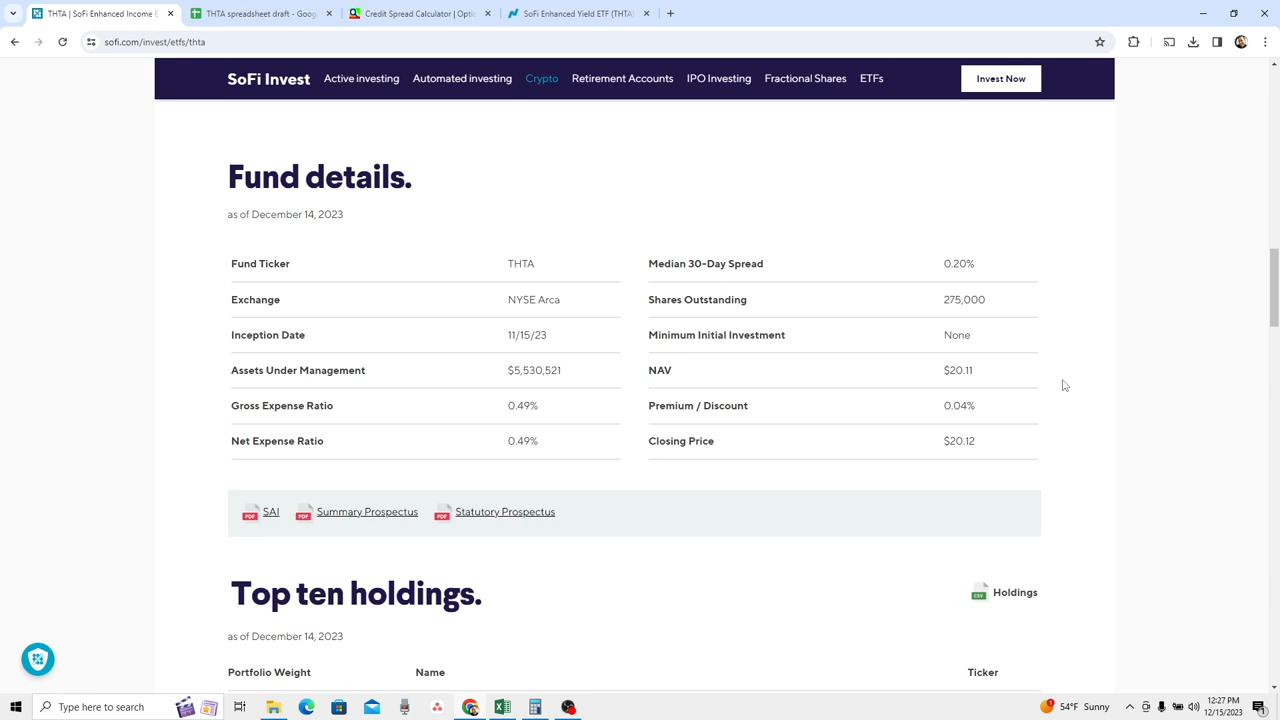 THTA | SoFi Enhanced Income E
THTA spreadsheet draft - Goog
Credit Spread Calculator | Opti
SoFi Enhanced Yield ETF (THTA)
sofi.com/invest/etfs/thta
SoFi Invest Active investing Automated investing Crypto Retirement Accounts IPO Investing Fractional Shares ETFs Invest Now
Fund details.
as of December 14, 2023
Fund Ticker THTA Median 30-Day Spread 0.20%
Exchange NYSE Arca Shares Outstanding 275,000
Inception Date 11/15/23 Minimum Initial Investment None
Assets Under Management $5,530,521 NAV $20.11
Gross Expense Ratio 0.49% Premium / Discount 0.04%
Net Expense Ratio 0.49% Closing Price $20.12
PDF SAI PDF Summary Prospectus PDF Statutory Prospectus
Top ten holdings. CSV Holdings
as of December 14, 2023
Portfolio Weight Name Ticker
Type here to search
54°F Sunny
12:27 PM
12/15/2023